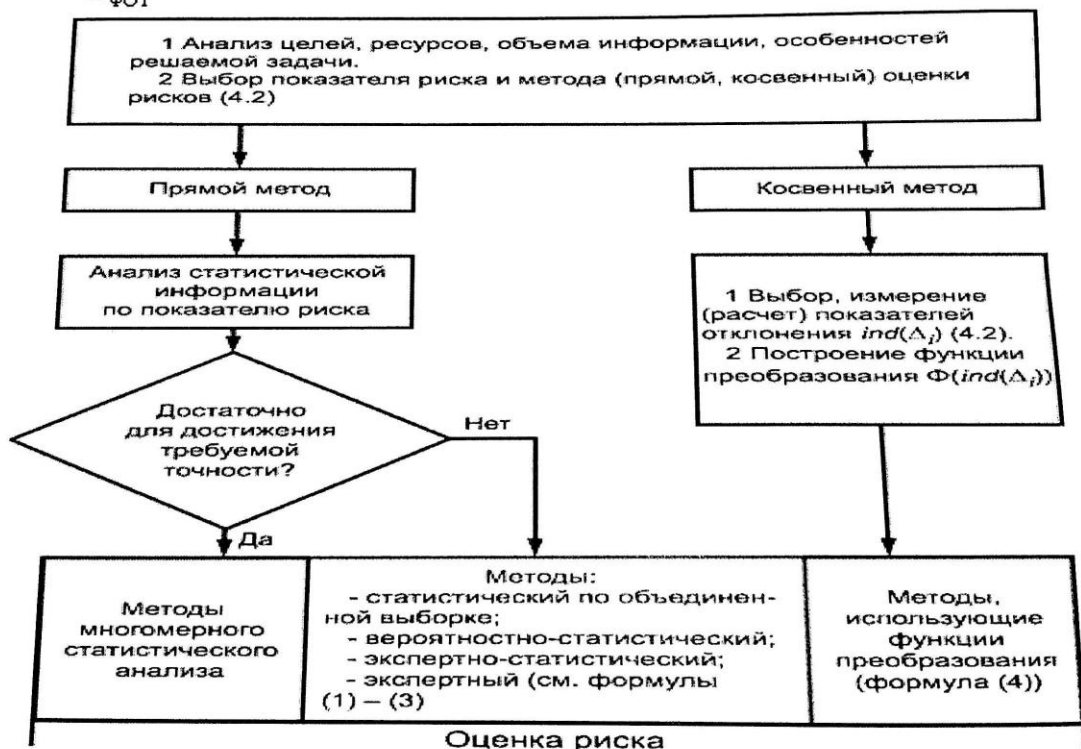 1 Анализ целей, ресурсов, объема информации, особенностей
решаемой задачи.
2 Выбор показателя риска и метода (прямой, косвенный) оценки
рисков (4.2)
Прямой метод
Косвенный метод
Анализ статистической
информации
по показателю риска
1 Выбор, измерение
(расчет) показателей
отклонения ind(Δi) (4.2).
2 Построение функции
преобразования Φ(ind(Δi))
Достаточно
для достижения
требуемой
точности?
Нет
Да
Методы
многомерного
статистического
анализа
Методы:
- статистический по объединен-
ной выборке;
- вероятностно-статистический;
- экспертно-статистический;
- экспертный (см. формулы
(1) – (3)
Методы,
использующие
функции
преобразования
(формула (4))
Оценка риска